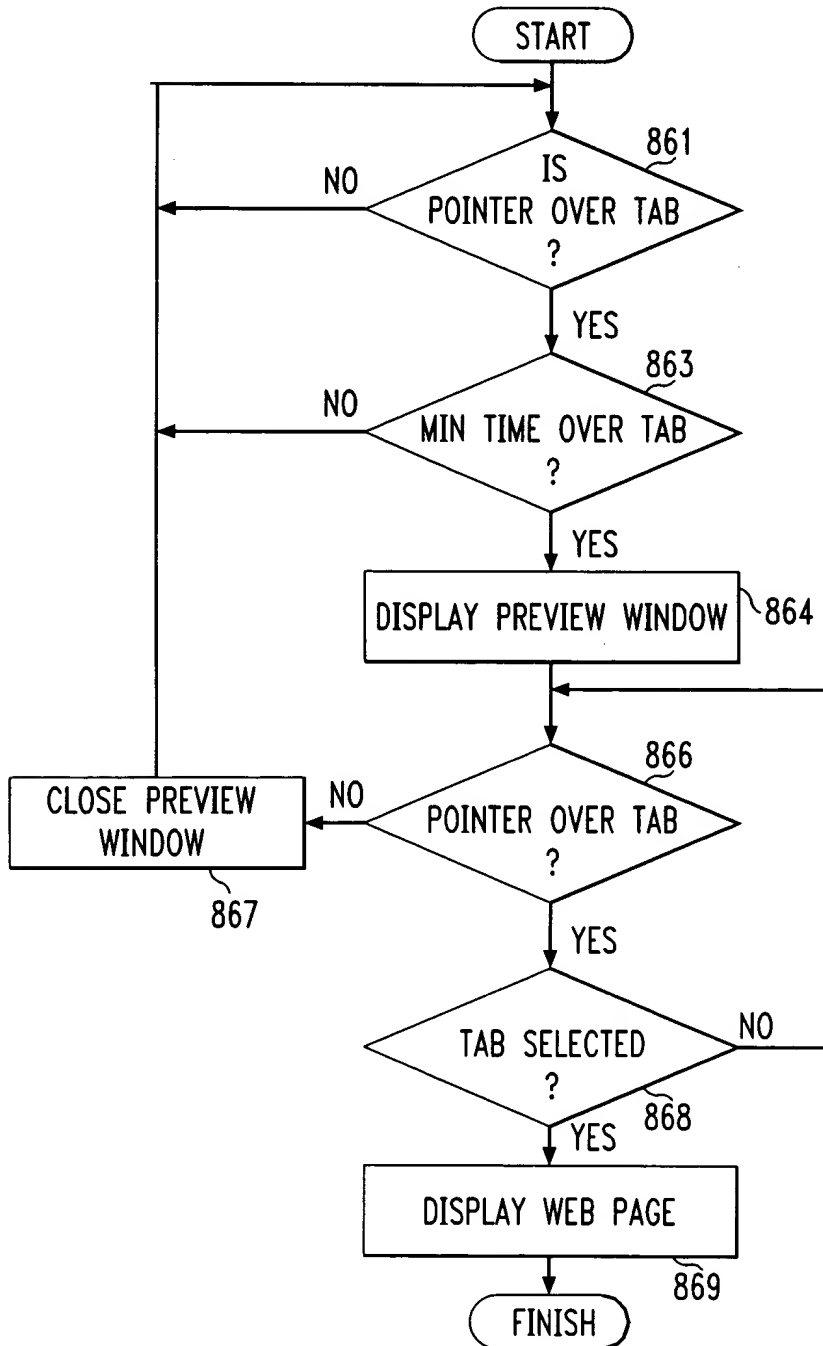 START
861
IS
POINTER OVER TAB
?
NO
YES
863
MIN TIME OVER TAB
?
NO
YES
DISPLAY PREVIEW WINDOW
864
866
POINTER OVER TAB
?
NO
CLOSE PREVIEW
WINDOW
867
YES
TAB SELECTED
?
NO
868
YES
DISPLAY WEB PAGE
869
FINISH